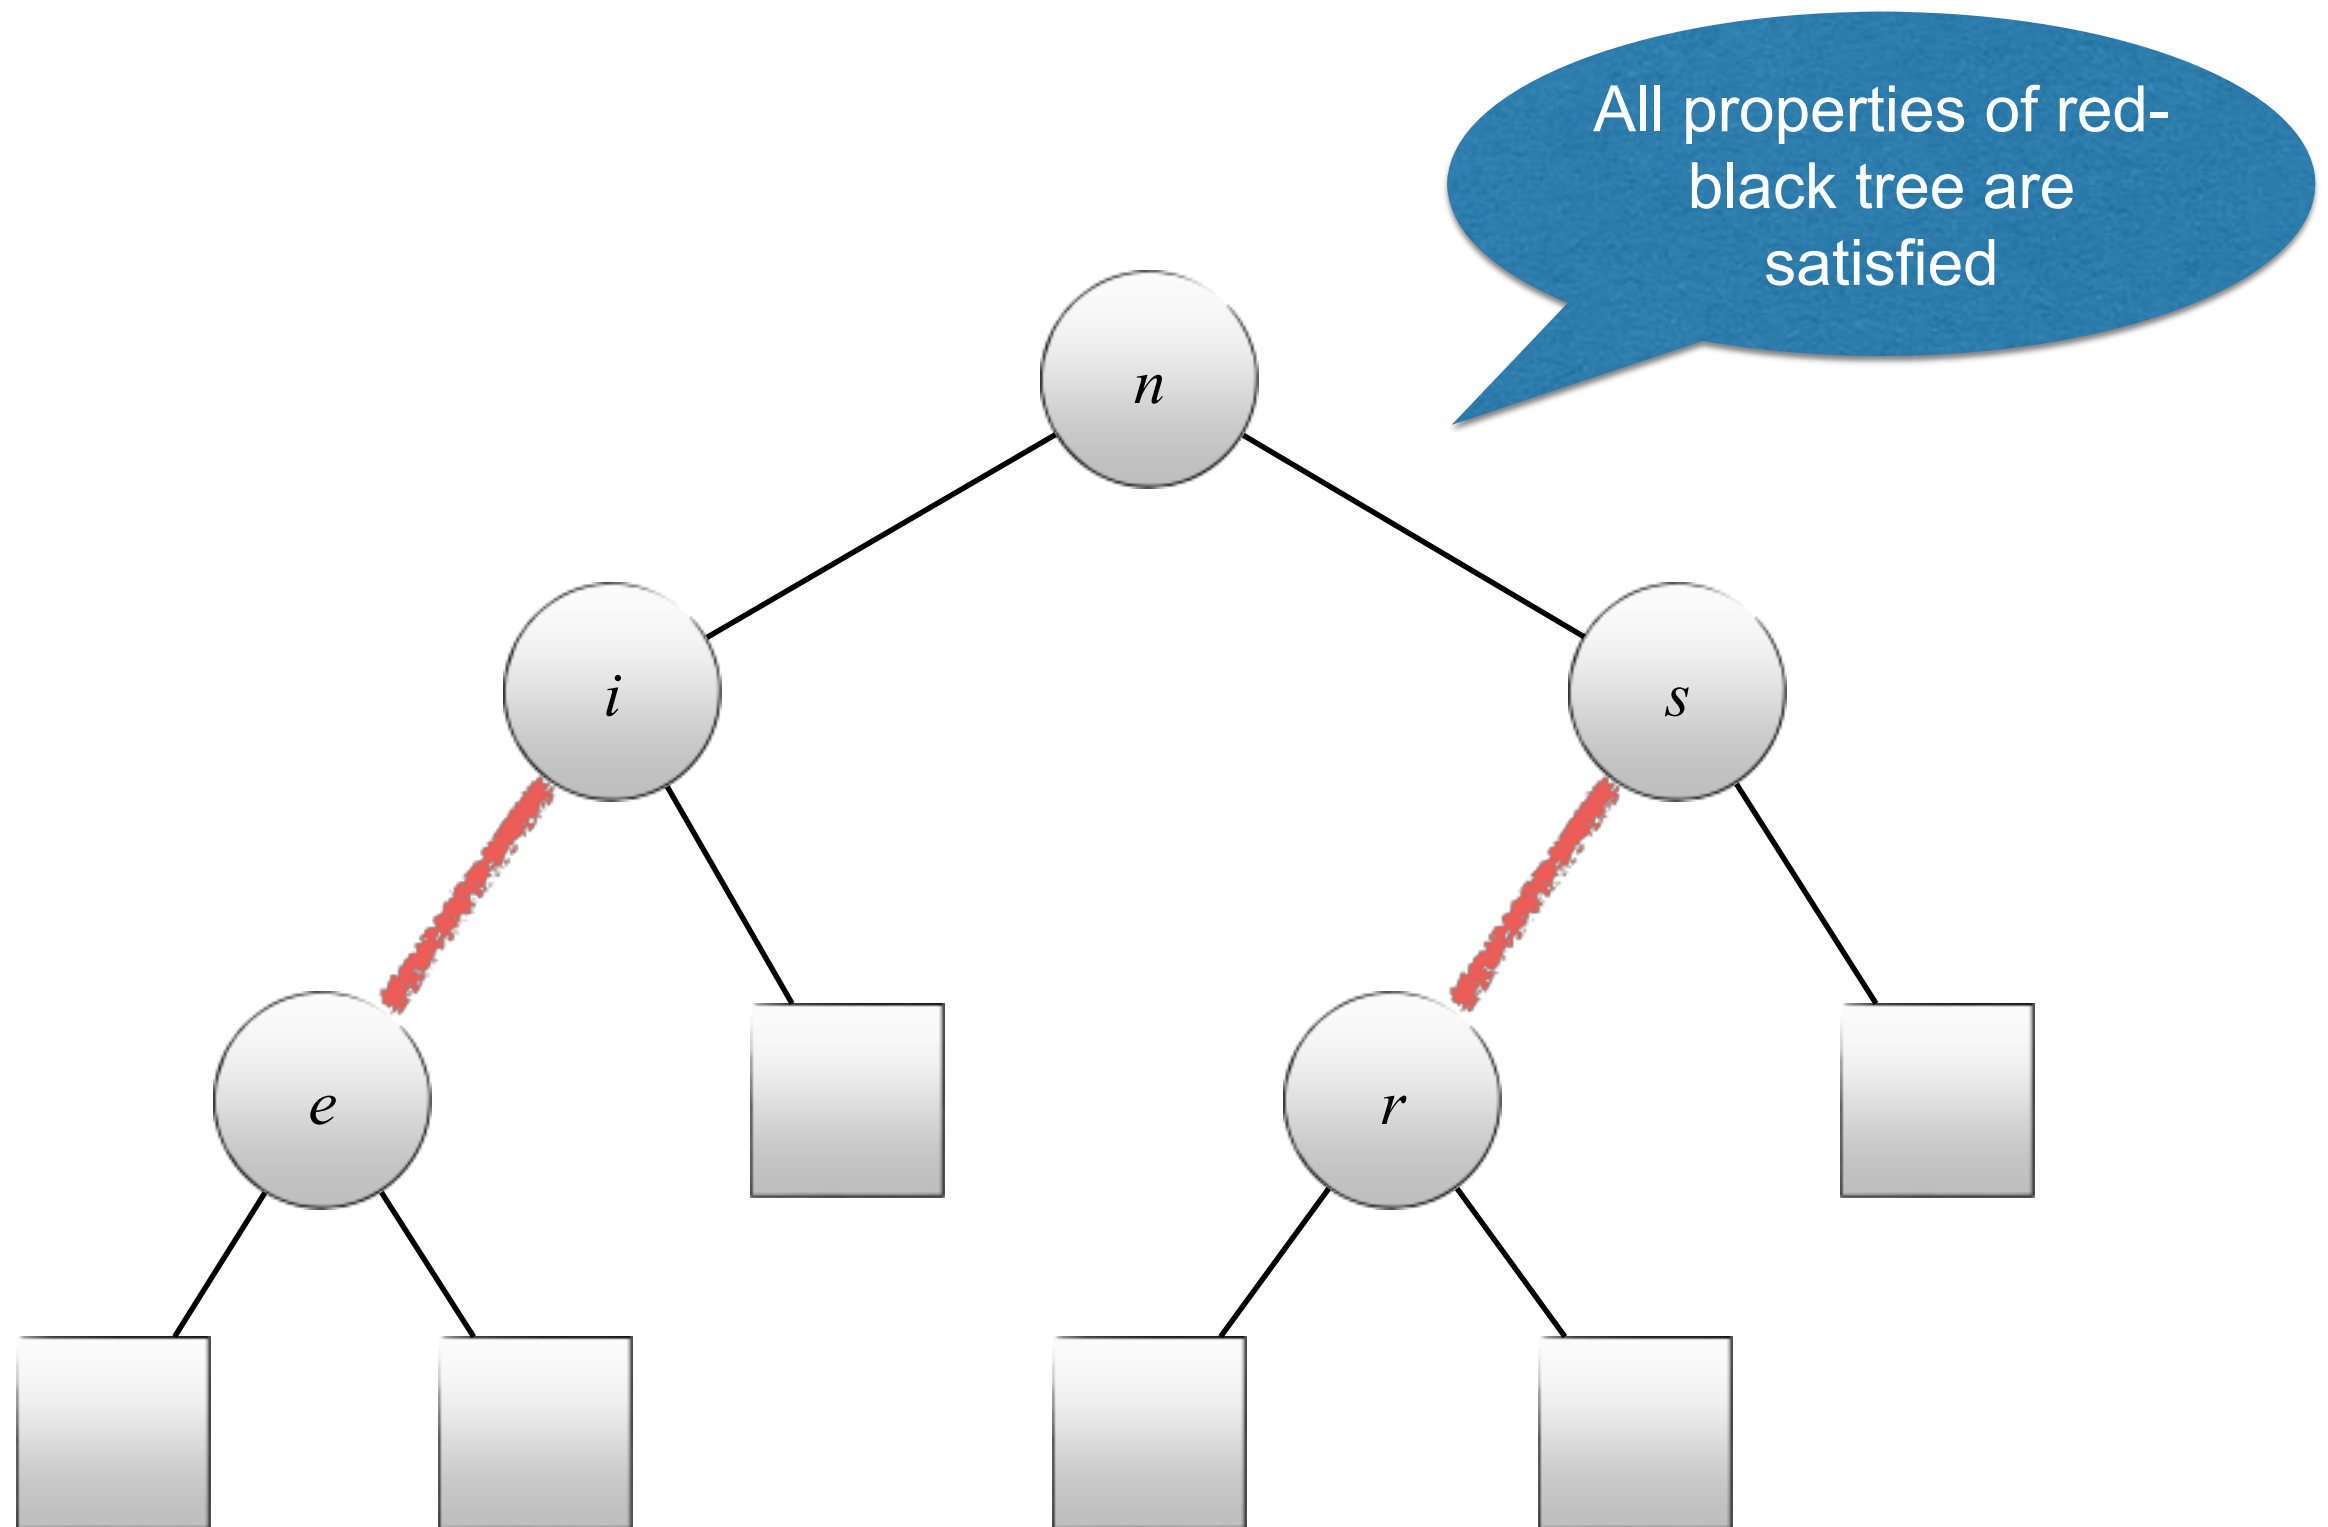 All properties of red-
black tree are
satisfied
n
i
s
e
r